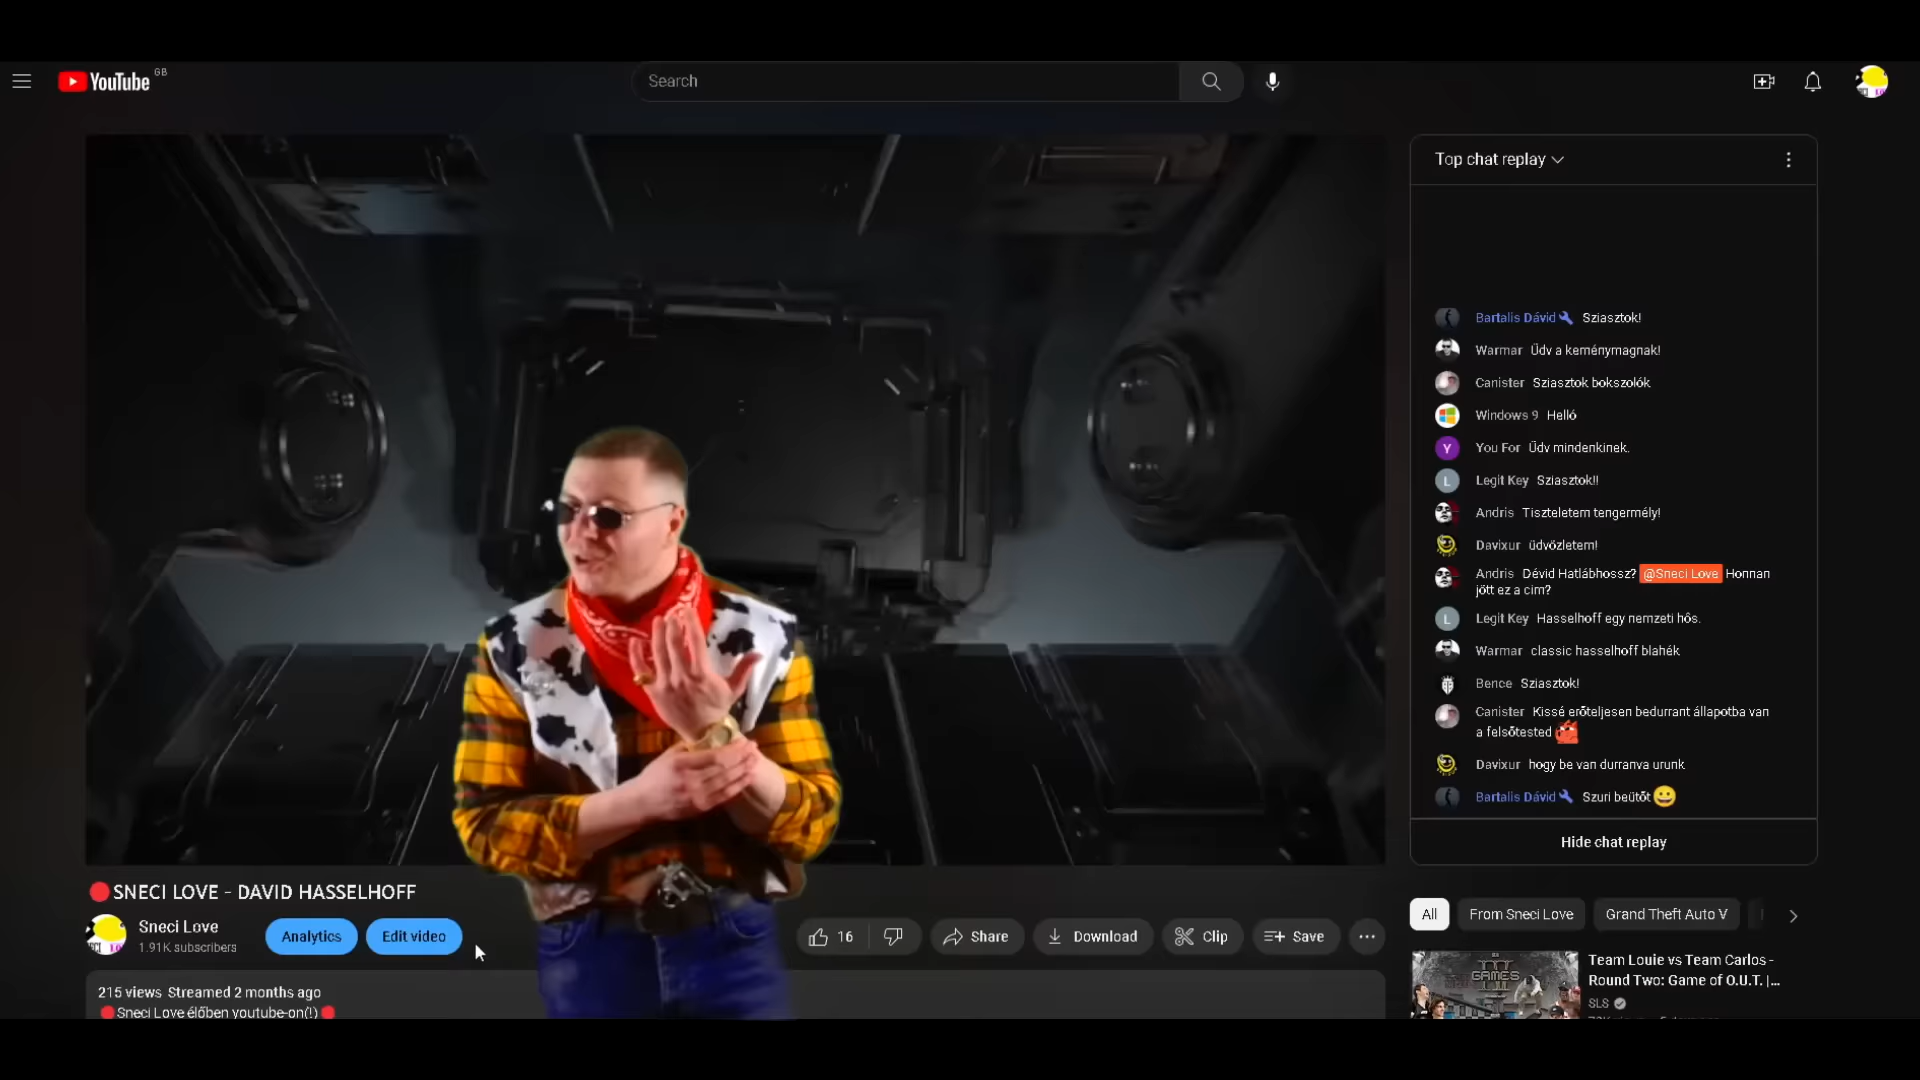 YouTube GB
Search
Top chat replay
Bartalis Dávid Sziasztok!
Warmar Üdv a keménymagnak!
Canister Sziasztok bokszolók
Windows 9 Helló
Y You For Üdv mindenkinek.
L Legit Key Sziasztok!!
Andris Tiszteletem tengermély!
Davixur üdvözletem!
Andris Dévid Hatlábhossz? @Sneci Love Honnan
jött ez a cím?
L Legit Key Hasselhoff egy nemzeti hős.
Warmar classic hasselhoff blahék
Bence Sziasztok!
Canister Kissé erőteljesen bedurrant állapotba van
a felsőtested
Davixur hogy be van durranva urunk
Bartalis Dávid Szuri beütöt
Hide chat replay
SNECI LOVE - DAVID HASSELHOFF
Sneci Love
1.91K subscribers
Analytics
Edit video
16
Share
Download
Clip
Save
215 views Streamed 2 months ago
Sneci Love élőben youtube-on(!)
All
From Sneci Love
Grand Theft Auto V
GAMES
Team Louie vs Team Carlos -
Round Two: Game of O.U.T. |...
SLS